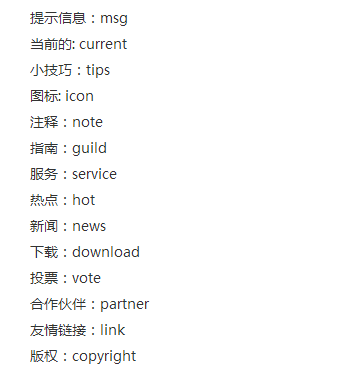 提示信息：msg
当前的: current
小技巧：tips
图标: icon
注释：note
指南：guild
服务：service
热点：hot
新闻：news
下载：download
投票：vote
合作伙伴：partner
友情链接：link
版权：copyright